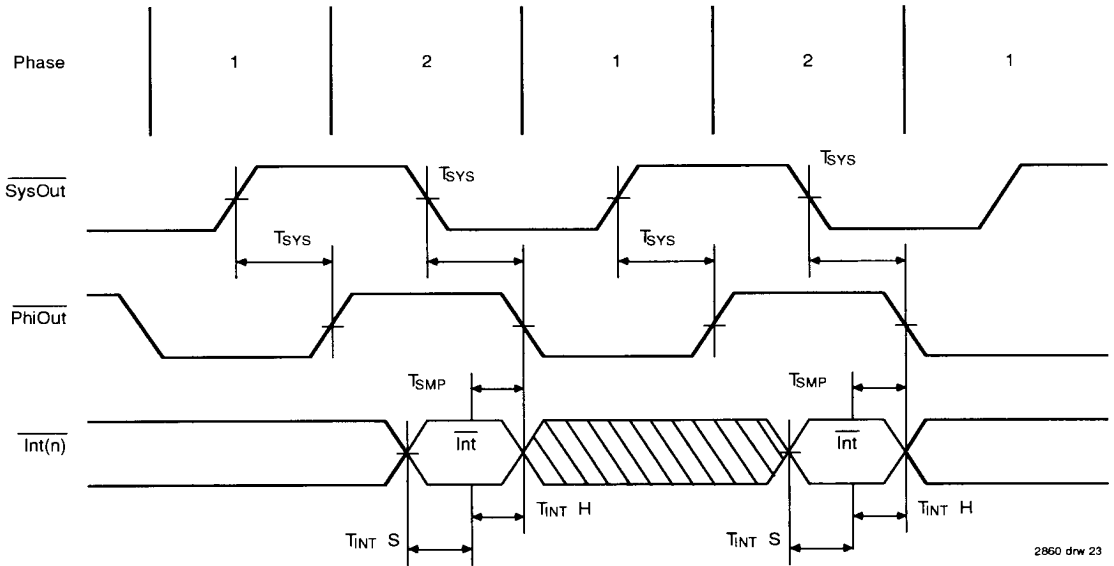 Phase 1 2 1 2 1
SysOut TSYS TSYS
TSYS TSYS
PhiOut
TSMP TSMP
Int(n) Int Int
TINT H TINT H
TINT S TINT S
2860 drw 23